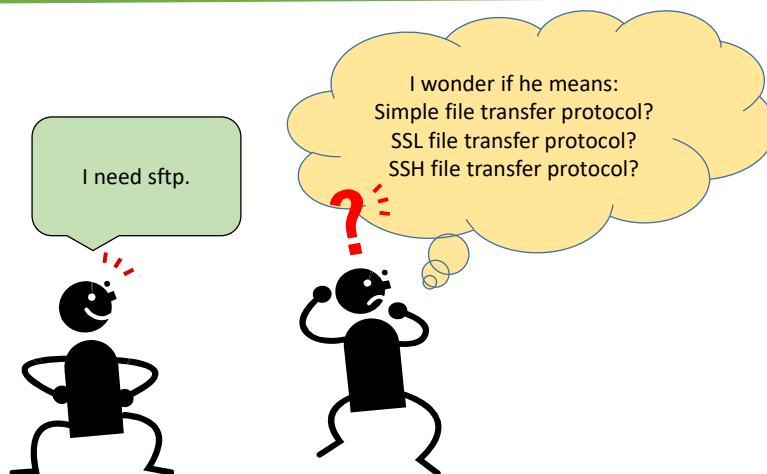 I need sftp.
I wonder if he means:
Simple file transfer protocol?
SSL file transfer protocol?
SSH file transfer protocol?
?